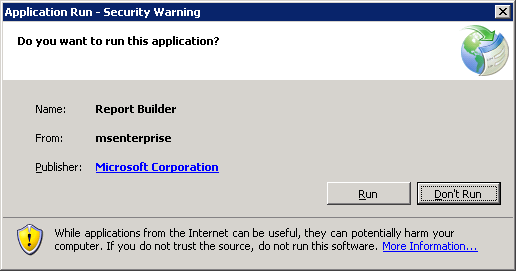 Application Run - Security Warning
Do you want to run this application?
Name: Report Builder
From: msenterprise
Publisher: Microsoft Corporation
Run Don't Run
While applications from the Internet can be useful, they can potentially harm your
computer. If you do not trust the source, do not run this software. More Information...